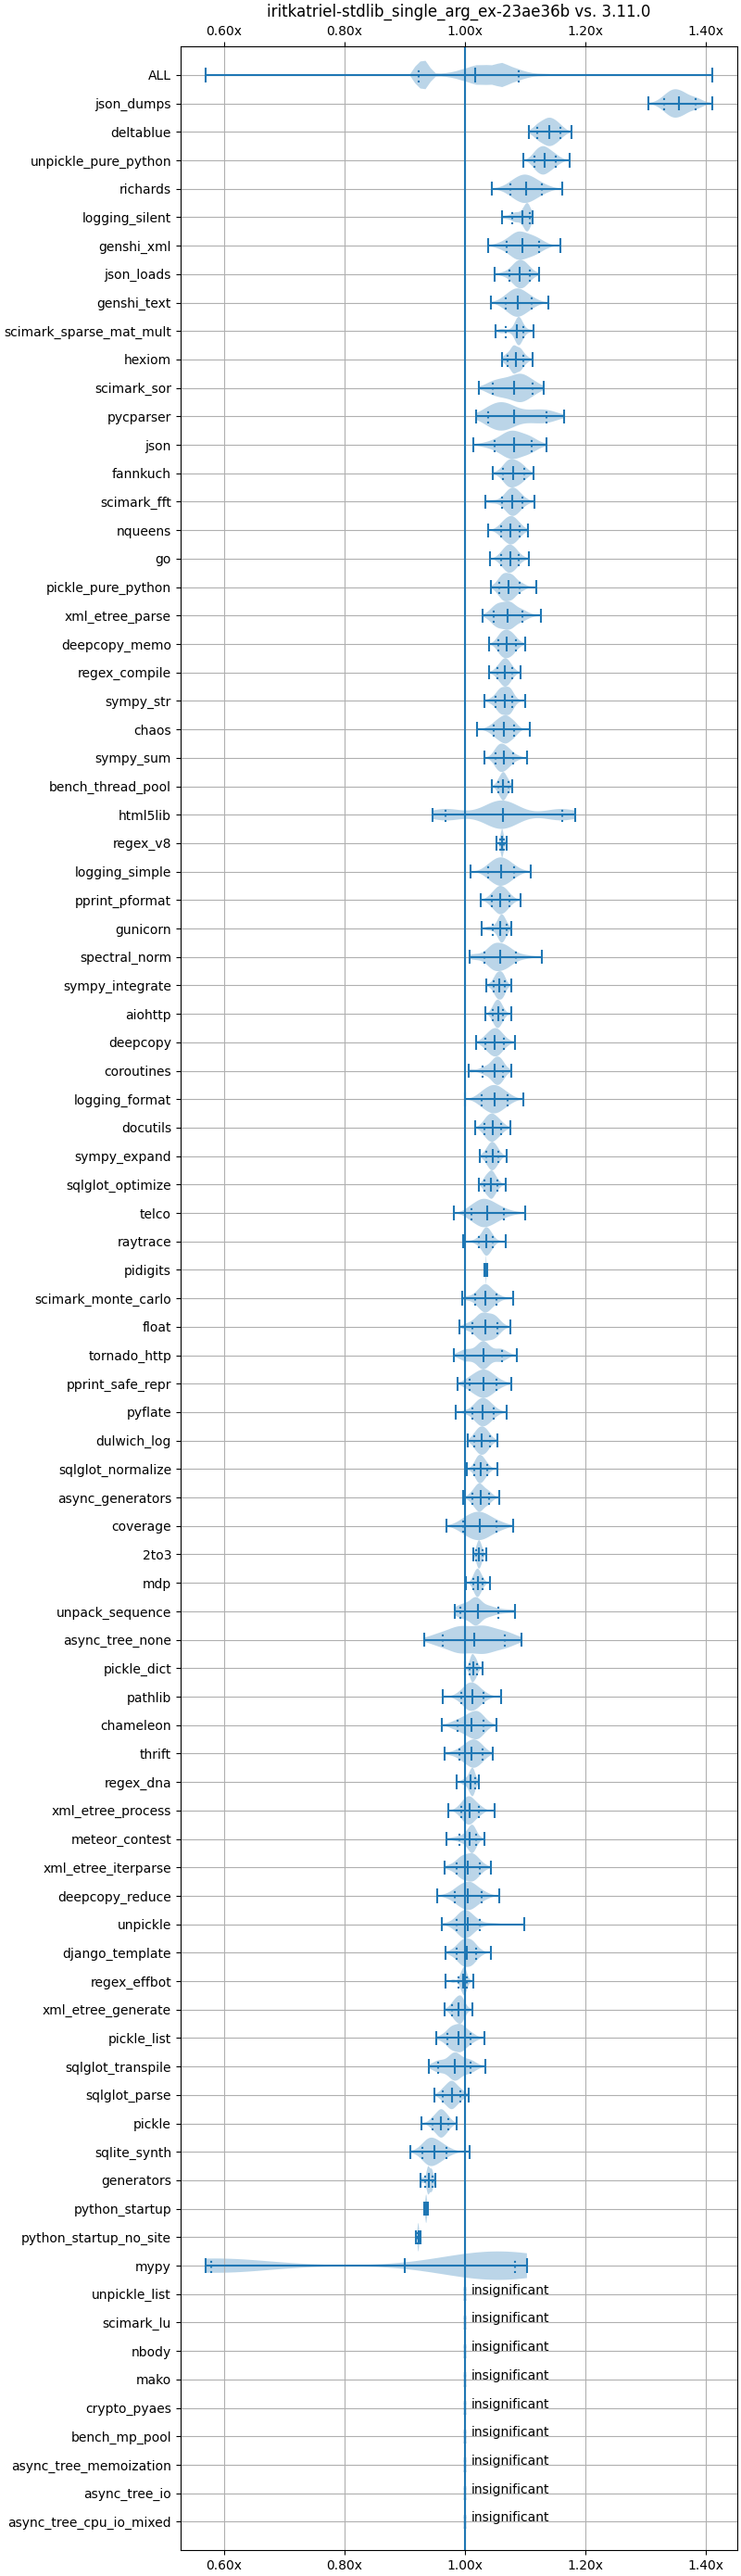 iritkatriel-stdlib_single_arg_ex-23ae36b vs. 3.11.0
0.60x 0.80x 1.00x 1.20x 1.40x
ALL
json_dumps
deltablue
unpickle_pure_python
richards
logging_silent
genshi_xml
json_loads
genshi_text
scimark_sparse_mat_mult
hexiom
scimark_sor
pycparser
json
fannkuch
scimark_fft
nqueens
go
pickle_pure_python
xml_etree_parse
deepcopy_memo
regex_compile
sympy_str
chaos
sympy_sum
bench_thread_pool
html5lib
regex_v8
logging_simple
pprint_pformat
gunicorn
spectral_norm
sympy_integrate
aiohttp
deepcopy
coroutines
logging_format
docutils
sympy_expand
sqlglot_optimize
telco
raytrace
pidigits
scimark_monte_carlo
float
tornado_http
pprint_safe_repr
pyflate
dulwich_log
sqlglot_normalize
async_generators
coverage
2to3
mdp
unpack_sequence
async_tree_none
pickle_dict
pathlib
chameleon
thrift
regex_dna
xml_etree_process
meteor_contest
xml_etree_iterparse
deepcopy_reduce
unpickle
django_template
regex_effbot
xml_etree_generate
pickle_list
sqlglot_transpile
sqlglot_parse
pickle
sqlite_synth
generators
python_startup
python_startup_no_site
mypy
unpickle_list insignificant
scimark_lu insignificant
nbody insignificant
mako insignificant
crypto_pyaes insignificant
bench_mp_pool insignificant
async_tree_memoization insignificant
async_tree_io insignificant
async_tree_cpu_io_mixed insignificant
0.60x 0.80x 1.00x 1.20x 1.40x